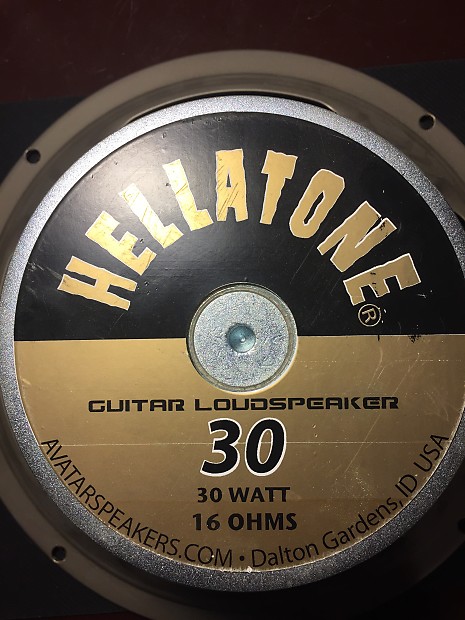 HELLATONE®
GUITAR LOUDSPEAKER
30
30 WATT
16 OHMS
AVATARSPEAKERS.COM • Dalton Gardens, ID USA